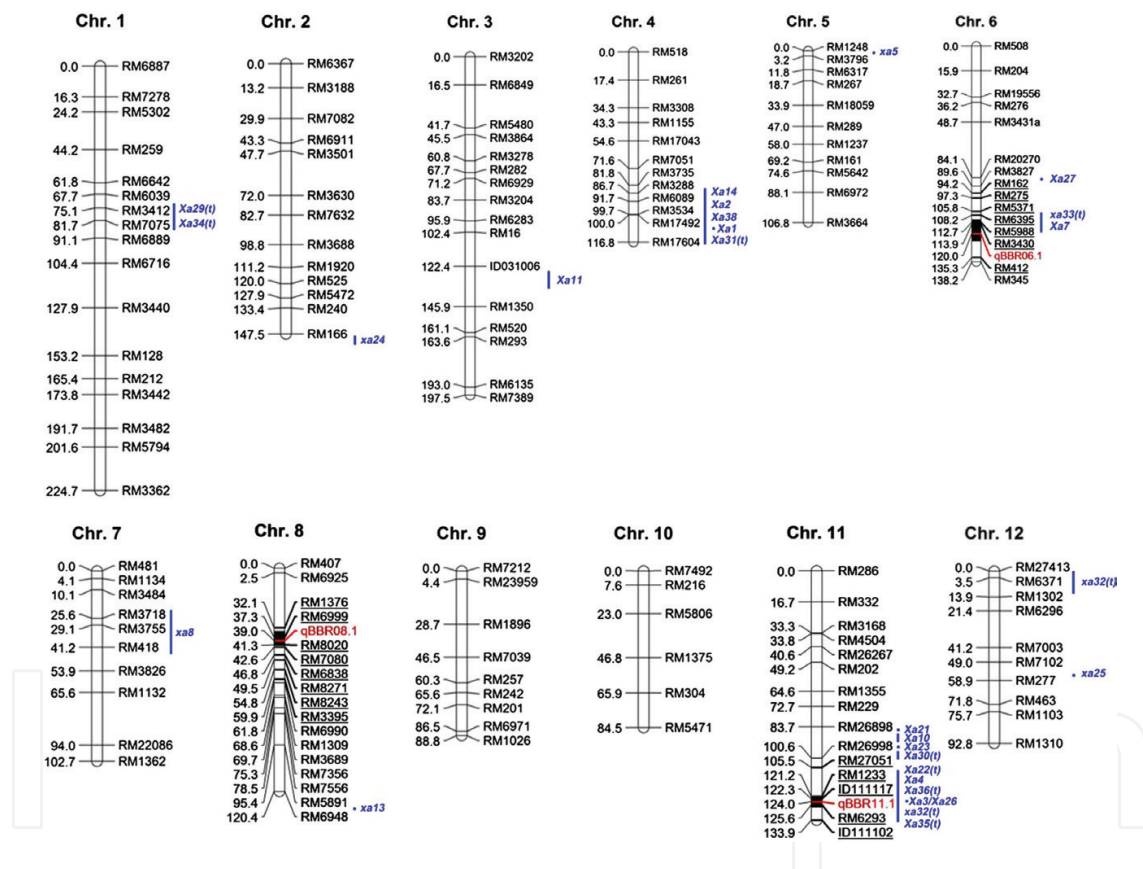 Chr. 1
0.0 RM6887
16.3 RM7278
24.2 RM5302
44.2 RM259
61.8 RM6642
67.7 RM6039
75.1 RM3412 Xa29(t)
81.7 RM7075 Xa34(t)
91.1 RM6889
104.4 RM6716
127.9 RM3440
153.2 RM128
165.4 RM212
173.8 RM3442
191.7 RM3482
201.6 RM5794
224.7 RM3362
Chr. 2
0.0 RM6367
13.2 RM3188
29.9 RM7082
43.3 RM6911
47.7 RM3501
72.0 RM3630
82.7 RM7632
98.8 RM3688
111.2 RM1920
120.0 RM525
127.9 RM5472
133.4 RM240
147.5 RM166 xa24
Chr. 3
0.0 RM3202
16.5 RM6849
41.7 RM5480
45.5 RM3864
60.8 RM3278
67.7 RM282
71.2 RM6929
83.7 RM3204
95.9 RM6283
102.4 RM16
122.4 ID031006
Xa11
145.9 RM1350
161.1 RM520
163.6 RM293
193.0 RM6135
197.5 RM7389
Chr. 4
0.0 RM518
17.4 RM261
34.3 RM3308
43.3 RM1155
54.6 RM17043
71.6 RM7051
81.8 RM3735
86.7 RM3288 Xa14
91.7 RM6089 Xa2
99.7 RM3534 Xa38
100.0 RM17492 Xa1
116.8 RM17604 Xa31(t)
Chr. 5
0.0 RM1248 xa5
3.2 RM3796
11.8 RM6317
18.7 RM267
33.9 RM18059
47.0 RM289
58.0 RM1237
69.2 RM161
74.6 RM5642
88.1 RM6972
106.8 RM3664
Chr. 6
0.0 RM508
15.9 RM204
32.7 RM19556
36.2 RM276
48.7 RM3431a
84.1 RM20270
89.6 RM3827 Xa27
94.2 RM162
97.3 RM275
105.8 RM5371
108.2 RM6395 xa33(t)
112.7 RM5988 Xa7
113.9 RM3430
120.0 qBBR06.1
135.3 RM412
138.2 RM345
Chr. 7
0.0 RM481
4.1 RM1134
10.1 RM3484
25.6 RM3718
29.1 RM3755 xa8
41.2 RM418
53.9 RM3826
65.6 RM1132
94.0 RM22086
102.7 RM1362
Chr. 8
0.0 RM407
2.5 RM6925
32.1 RM1376
37.3 RM6999
39.0 qBBR08.1
41.3 RM8020
42.6 RM7080
46.8 RM6838
49.5 RM8271
54.8 RM8243
59.9 RM3395
61.8 RM6990
68.6 RM1309
69.7 RM3689
75.3 RM7356
78.5 RM7556
95.4 RM5891 xa13
120.4 RM6948
Chr. 9
0.0 RM7212
4.4 RM23959
28.7 RM1896
46.5 RM7039
60.3 RM257
65.6 RM242
72.1 RM201
86.5 RM6971
88.8 RM1026
Chr. 10
0.0 RM7492
7.6 RM216
23.0 RM5806
46.8 RM1375
65.9 RM304
84.5 RM5471
Chr. 11
0.0 RM286
16.7 RM332
33.3 RM3168
33.8 RM4504
40.6 RM26267
49.2 RM202
64.6 RM1355
72.7 RM229
83.7 RM26898 Xa21
Xa10
100.6 RM26998 Xa23
105.5 RM27051 Xa30(t)
121.2 RM1233 Xa22(t)
Xa4
122.3 ID111117 Xa36(t)
124.0 qBBR11.1 Xa3/Xa26
125.6 RM6293 xa32(t)
Xa35(t)
133.9 ID111102
Chr. 12
0.0 RM27413
3.5 RM6371 xa32(t)
13.9 RM1302
21.4 RM6296
41.2 RM7003
49.0 RM7102
58.9 RM277 xa25
71.8 RM463
75.7 RM1103
92.8 RM1310